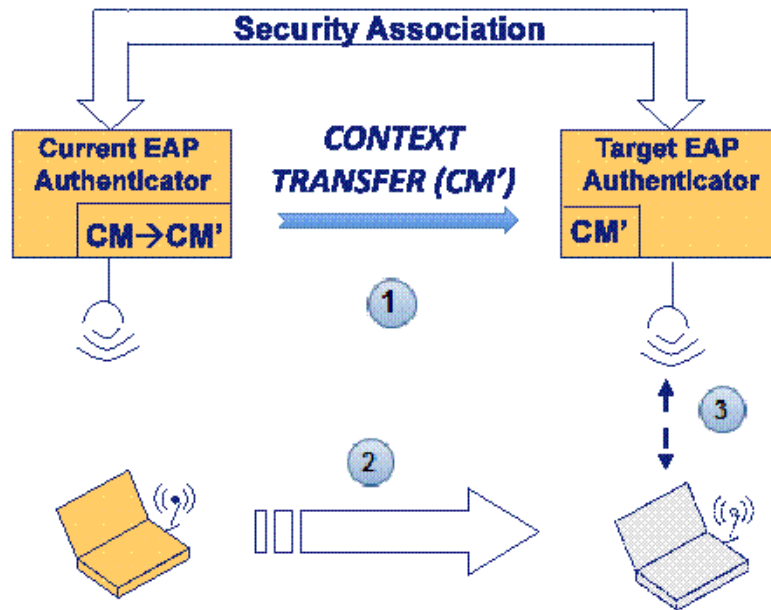 Security Association
Current EAP
Authenticator
CM→CM’
CONTEXT
TRANSFER (CM’)
Target EAP
Authenticator
CM’
1
2
3